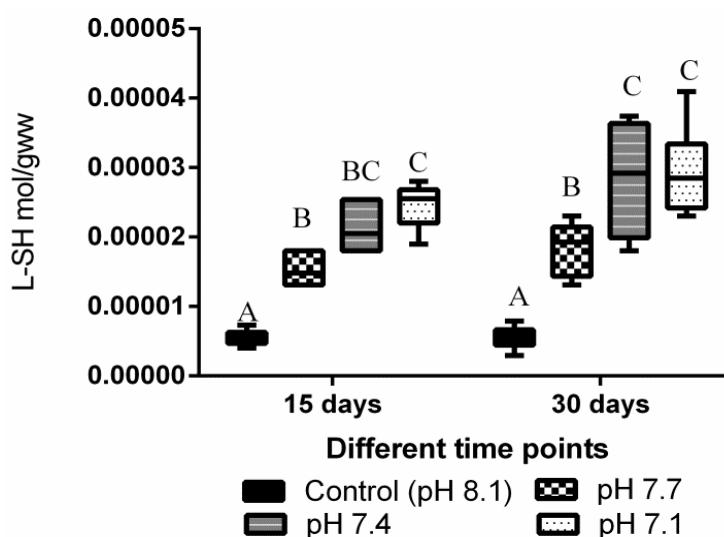 0.00005
0.00004
0.00003
0.00002
0.00001
0.00000
L-SH mol/gww
A
B
BC
C
A
B
C
C
15 days
30 days
Different time points
Control (pH 8.1)
pH 7.7
pH 7.4
pH 7.1